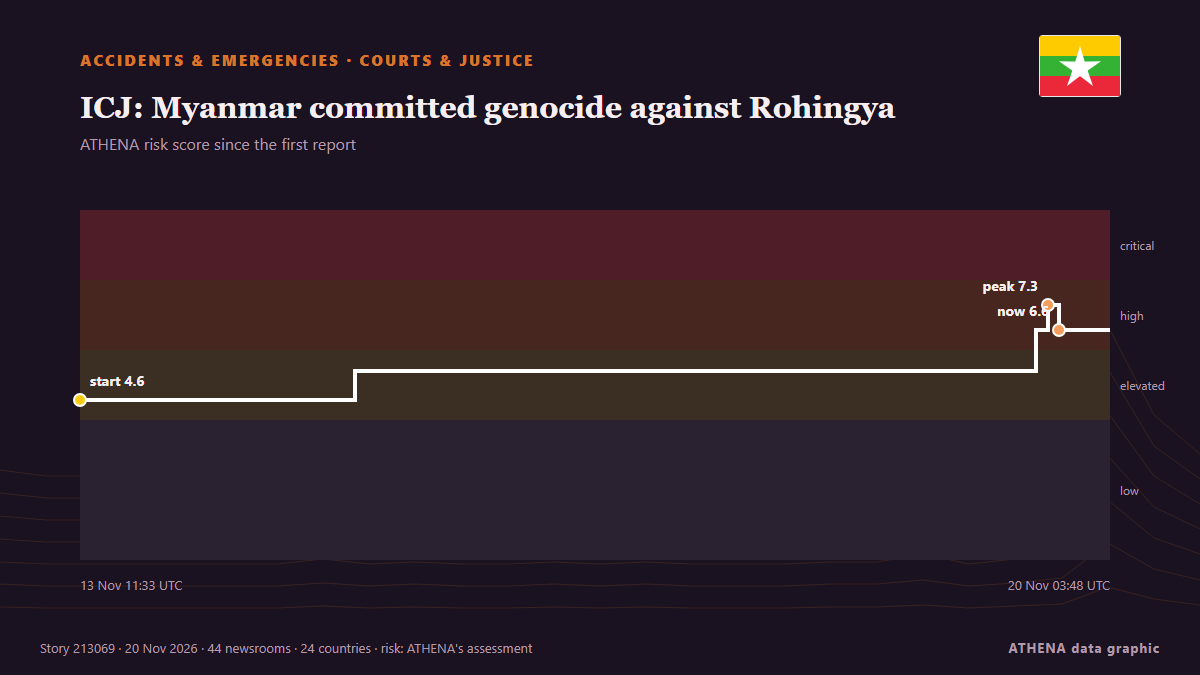 ACCIDENTS & EMERGENCIES · COURTS & JUSTICE
ICJ: Myanmar committed genocide against Rohingya
ATHENA risk score since the first report
critical
peak 7.3
now 6.6
high
start 4.6
elevated
low
13 Nov 11:33 UTC
20 Nov 03:48 UTC
Story 213069 · 20 Nov 2026 · 44 newsrooms · 24 countries · risk: ATHENA's assessment
ATHENA data graphic